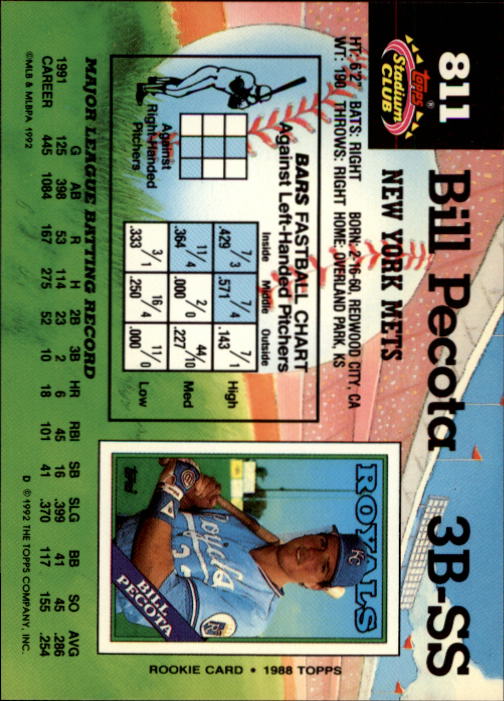 811
TOPPS
Stadium
CLUB
®
Bill Pecota 3B-SS
NEW YORK METS
HT: 6'2" BATS: RIGHT BORN: 2-16-60, REDWOOD CITY, CA
WT: 190 THROWS: RIGHT HOME: OVERLAND PARK, KS
BARS FASTBALL CHART
Against Left-Handed Pitchers
Against
Right-Handed
Pitchers
Inside Middle Outside
7/3 7/4 7/1
.429 .571 .143 High
11/4 2/0 44/10
.364 .000 .227 Med
3/1 16/4 11/0
.333 .250 .000 Low
ROYALS
KC
Royals
Topps
BILL
PECOTA
ROOKIE CARD • 1988 TOPPS
MAJOR LEAGUE BATTING RECORD
G AB R H 2B 3B HR RBI SB SLG BB SO AVG
1991 125 398 53 114 23 2 6 45 16 .399 41 45 .286
CAREER 445 1084 167 275 52 10 18 101 41 .370 117 155 .254
©MLB & MLBPA 1992
D © 1992 THE TOPPS COMPANY, INC.